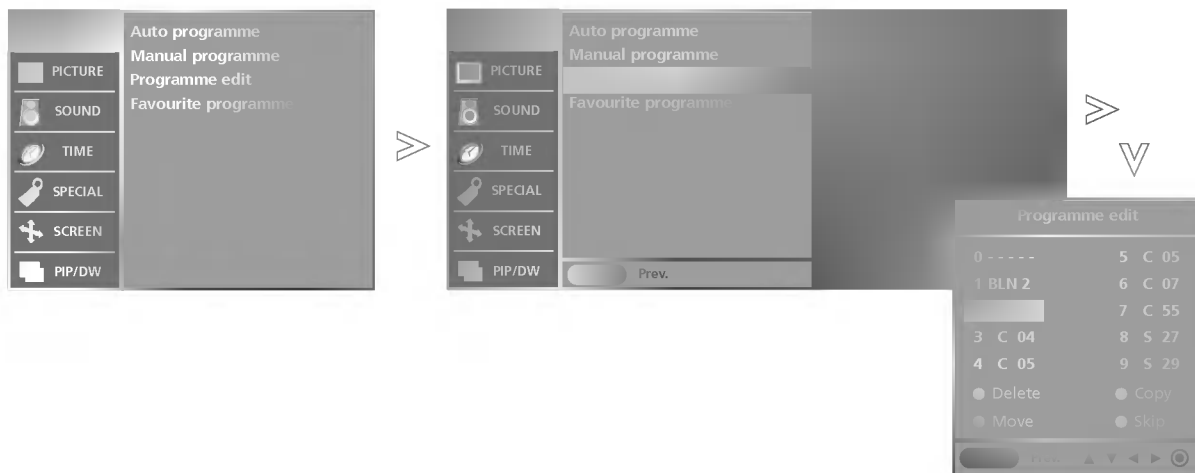 Auto programme
Manual programme
Programme edit
Favourite programme
PICTURE
SOUND
TIME
SPECIAL
SCREEN
PIP/DW
Auto programme
Manual programme
Favourite programme
PICTURE
SOUND
TIME
SPECIAL
SCREEN
PIP/DW
Prev.
Programme edit
0 - - - - -
1 BLN 2
3 C 04
4 C 05
5 C 05
6 C 07
7 C 55
8 S 27
9 S 29
Delete
Copy
Move
Skip
Prev.